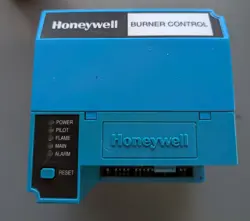 Honeywell
BURNER CONTROL
POWER
PILOT
FLAME
MAIN
ALARM
RESET
Honeywell